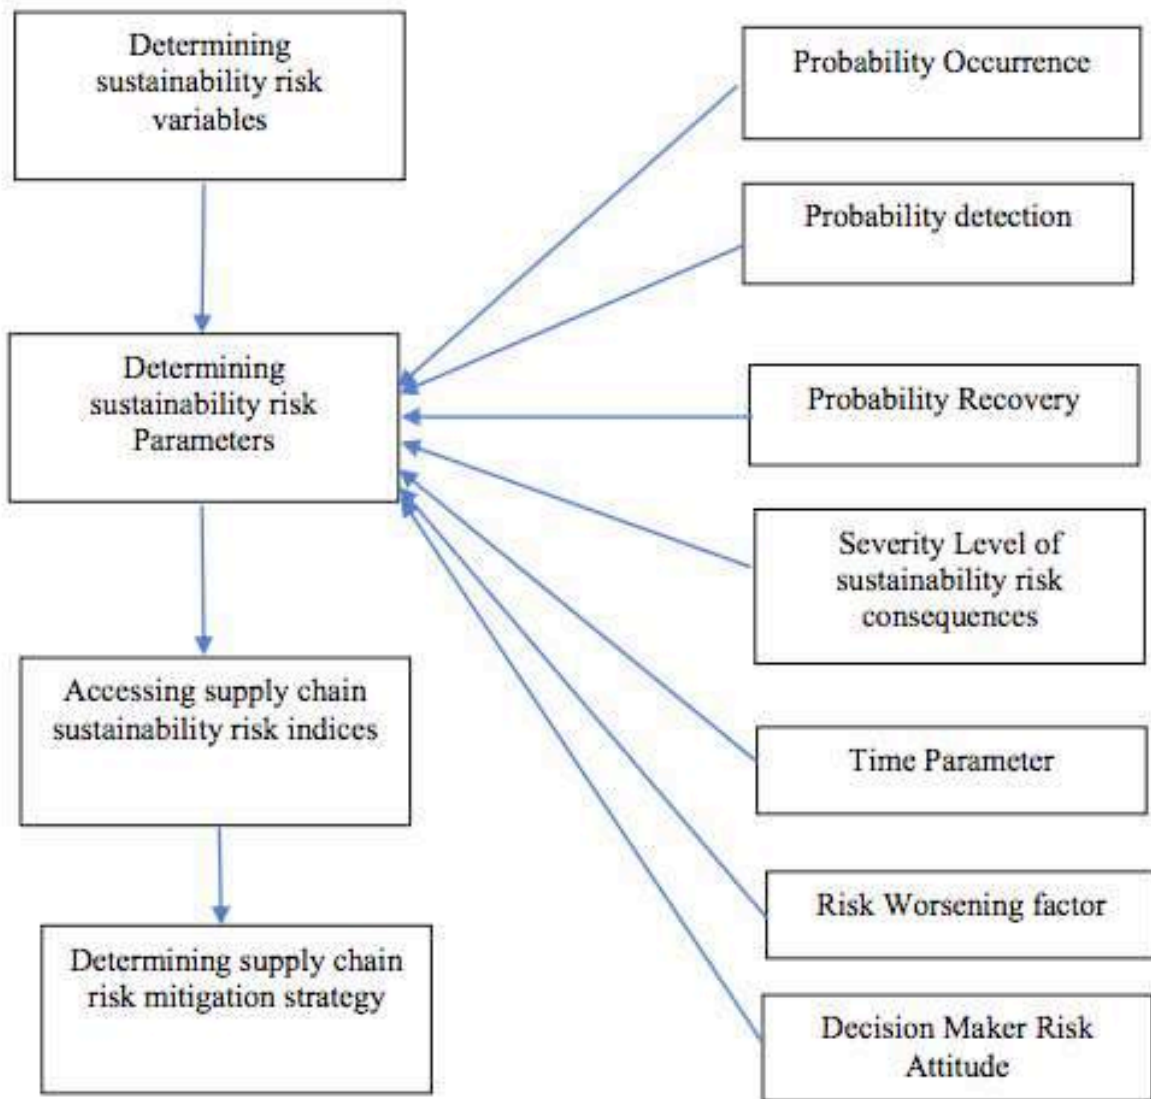 Determining
sustainability risk
variables
Determining
sustainability risk
Parameters
Accessing supply chain
sustainability risk indices
Determining supply chain
risk mitigation strategy
Probability Occurrence
Probability detection
Probability Recovery
Severity Level of
sustainability risk
consequences
Time Parameter
Risk Worsening factor
Decision Maker Risk
Attitude